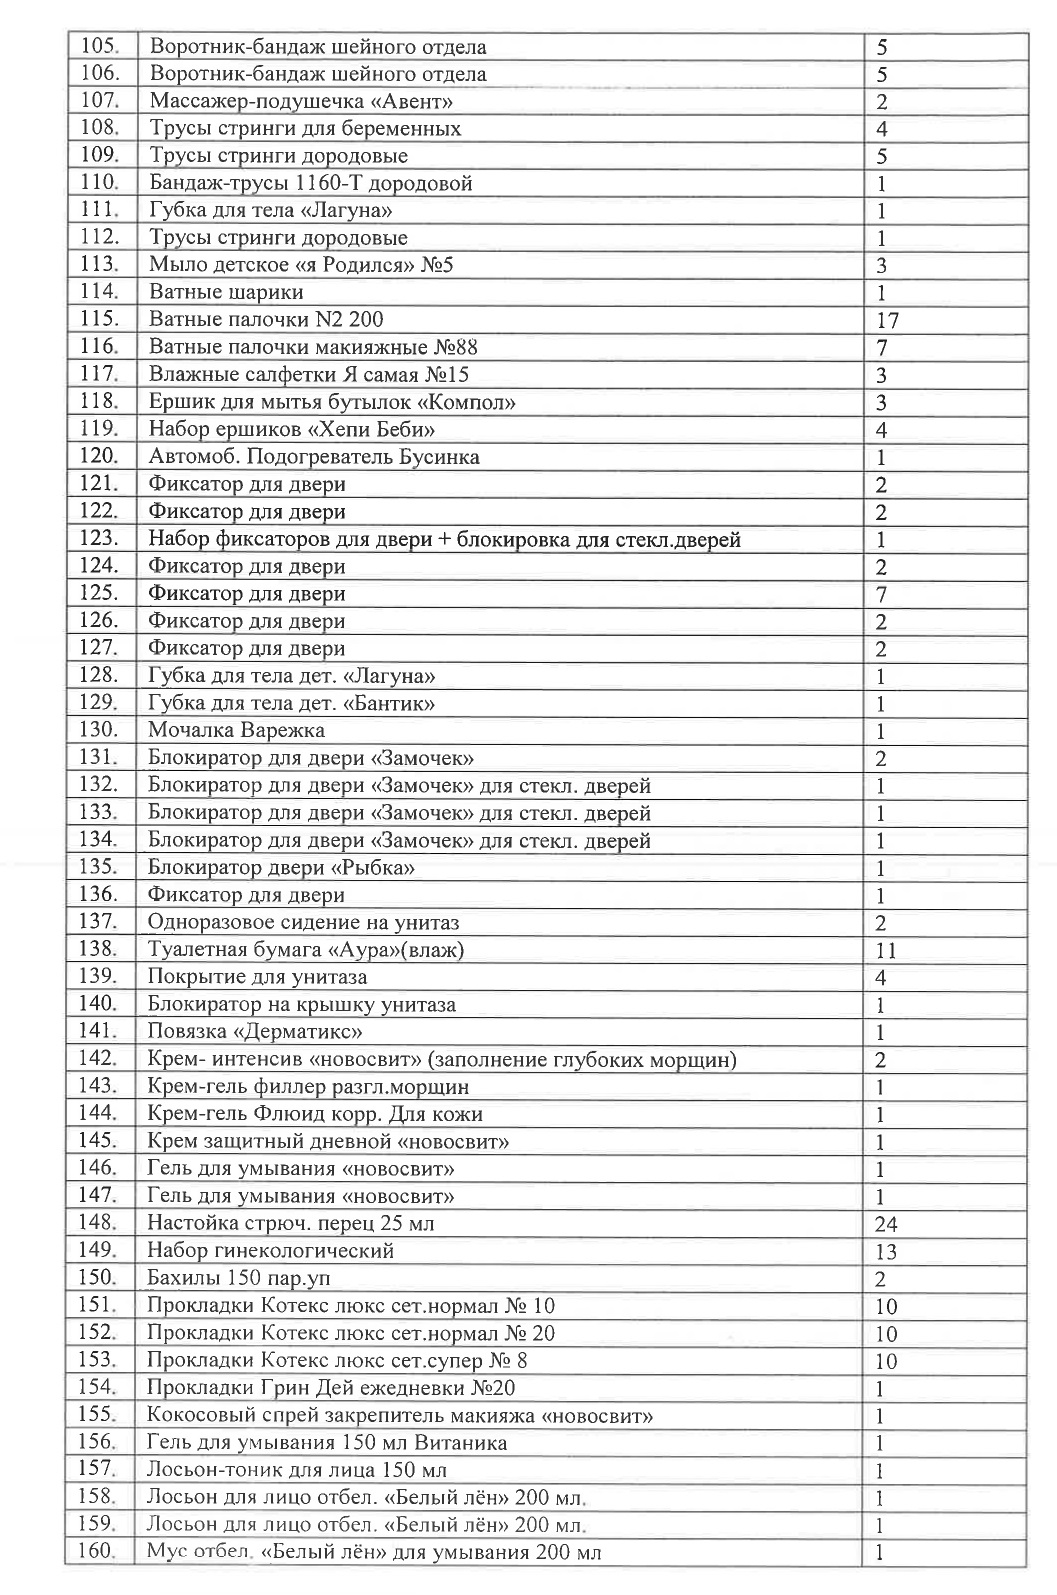 105. Воротник-бандаж шейного отдела 5
106. Воротник-бандаж шейного отдела 5
107. Массажер-подушечка «Авент» 2
108. Трусы стринги для беременных 4
109. Трусы стринги дородовые 5
110. Бандаж-трусы 1160-Т дородовой 1
111. Губка для тела «Лагуна» 1
112. Трусы стринги дородовые 1
113. Мыло детское «я Родился» №5 3
114. Ватные шарики 1
115. Ватные палочки N2 200 17
116. Ватные палочки макияжные №88 7
117. Влажные салфетки Я самая №15 3
118. Ершик для мытья бутылок «Компол» 3
119. Набор ершиков «Хепи Беби» 4
120. Автомоб. Подогреватель Бусинка 1
121. Фиксатор для двери 2
122. Фиксатор для двери 2
123. Набор фиксаторов для двери + блокировка для стекл.дверей 1
124. Фиксатор для двери 2
125. Фиксатор для двери 7
126. Фиксатор для двери 2
127. Фиксатор для двери 2
128. Губка для тела дет. «Лагуна» 1
129. Губка для тела дет. «Бантик» 1
130. Мочалка Варежка 1
131. Блокиратор для двери «Замочек» 2
132. Блокиратор для двери «Замочек» для стекл. дверей 1
133. Блокиратор для двери «Замочек» для стекл. дверей 1
134. Блокиратор для двери «Замочек» для стекл. дверей 1
135. Блокиратор двери «Рыбка» 1
136. Фиксатор для двери 1
137. Одноразовое сидение на унитаз 2
138. Туалетная бумага «Аура»(влаж) 11
139. Покрытие для унитаза 4
140. Блокиратор на крышку унитаза 1
141. Повязка «Дерматикс» 1
142. Крем- интенсив «новосвит» (заполнение глубоких морщин) 2
143. Крем-гель филлер разгл.морщин 1
144. Крем-гель Флюид корр. Для кожи 1
145. Крем защитный дневной «новосвит» 1
146. Гель для умывания «новосвит» 1
147. Гель для умывания «новосвит» 1
148. Настойка стрюч. перец 25 мл 24
149. Набор гинекологический 13
150. Бахилы 150 пар.уп 2
151. Прокладки Котекс люкс сет.нормал № 10 10
152. Прокладки Котекс люкс сет.нормал № 20 10
153. Прокладки Котекс люкс сет.супер № 8 10
154. Прокладки Грин Дей ежедневки №20 1
155. Кокосовый спрей закрепитель макияжа «новосвит» 1
156. Гель для умывания 150 мл Витаника 1
157. Лосьон-тоник для лица 150 мл 1
158. Лосьон для лицо отбел. «Белый лён» 200 мл. 1
159. Лосьон для лицо отбел. «Белый лён» 200 мл. 1
160. Мус отбел. «Белый лён» для умывания 200 мл 1